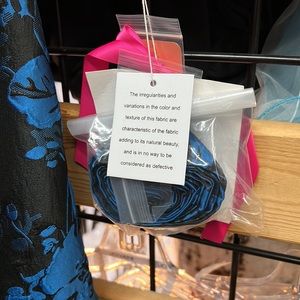 The irregularities and
variations in the color and
texture of this fabric are
characteristic of the fabric
adding to its natural beauty,
and is in no way to be
considered as defective.